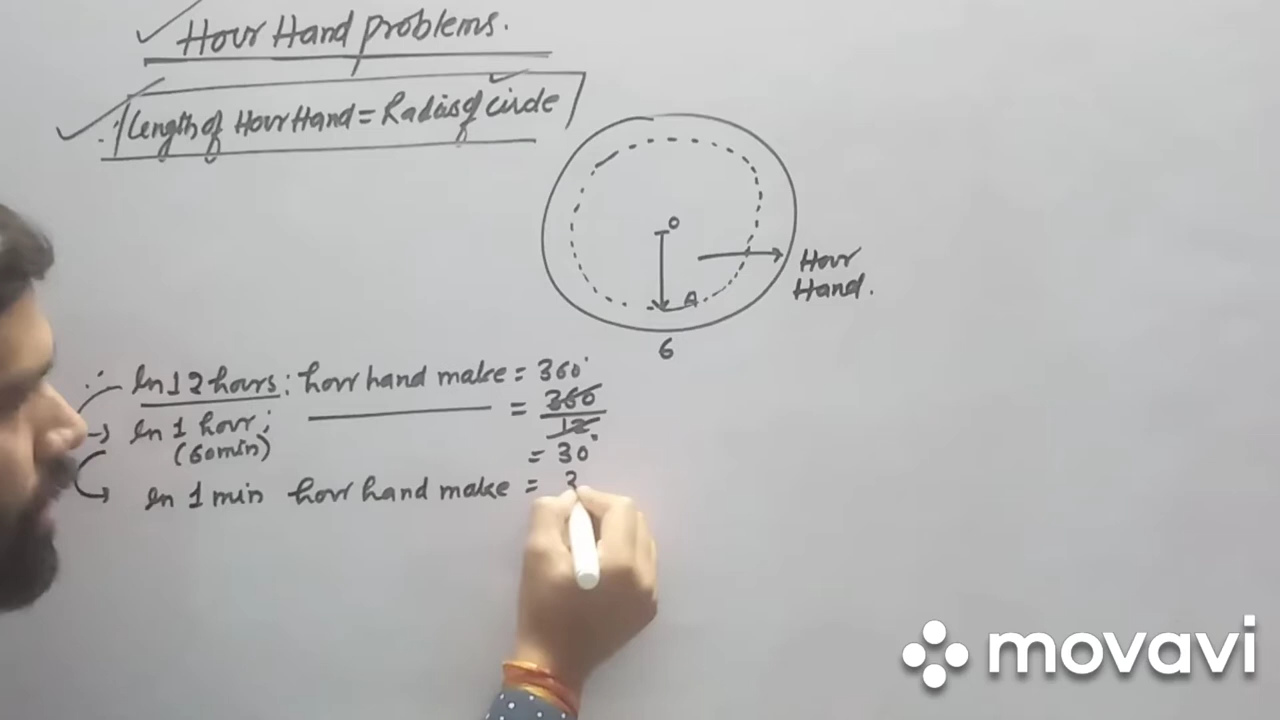 Hour Hand problems.
∴ Length of Hour Hand = Radius of circle
O
A
Hour
Hand.
6
∵ In 12 hours : hour hand make = 360°
→ In 1 hour ; = 360/12
(60min) = 30°
In 1 min hour hand make = 3
movavi